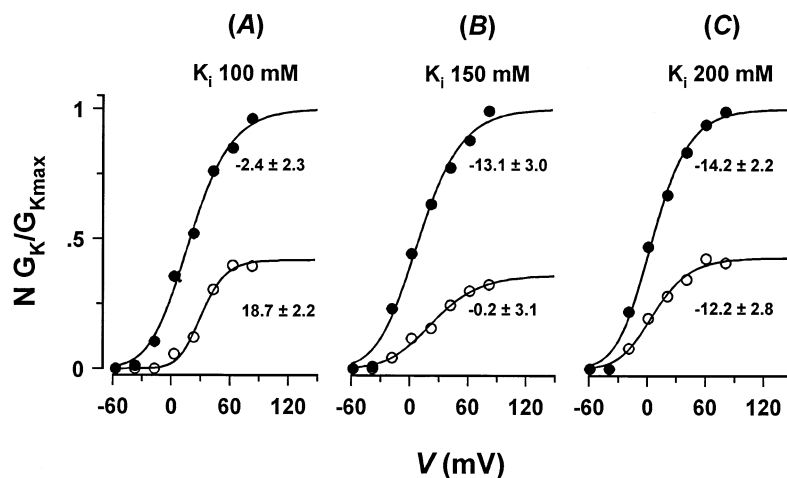 (A) (B) (C)
Ki 100 mM Ki 150 mM Ki 200 mM
1
-2.4 ± 2.3 -13.1 ± 3.0 -14.2 ± 2.2
N GK/GKmax
.5
18.7 ± 2.2 -0.2 ± 3.1 -12.2 ± 2.8
0
-60 0 60 120 -60 0 60 120 -60 0 60 120
V (mV)